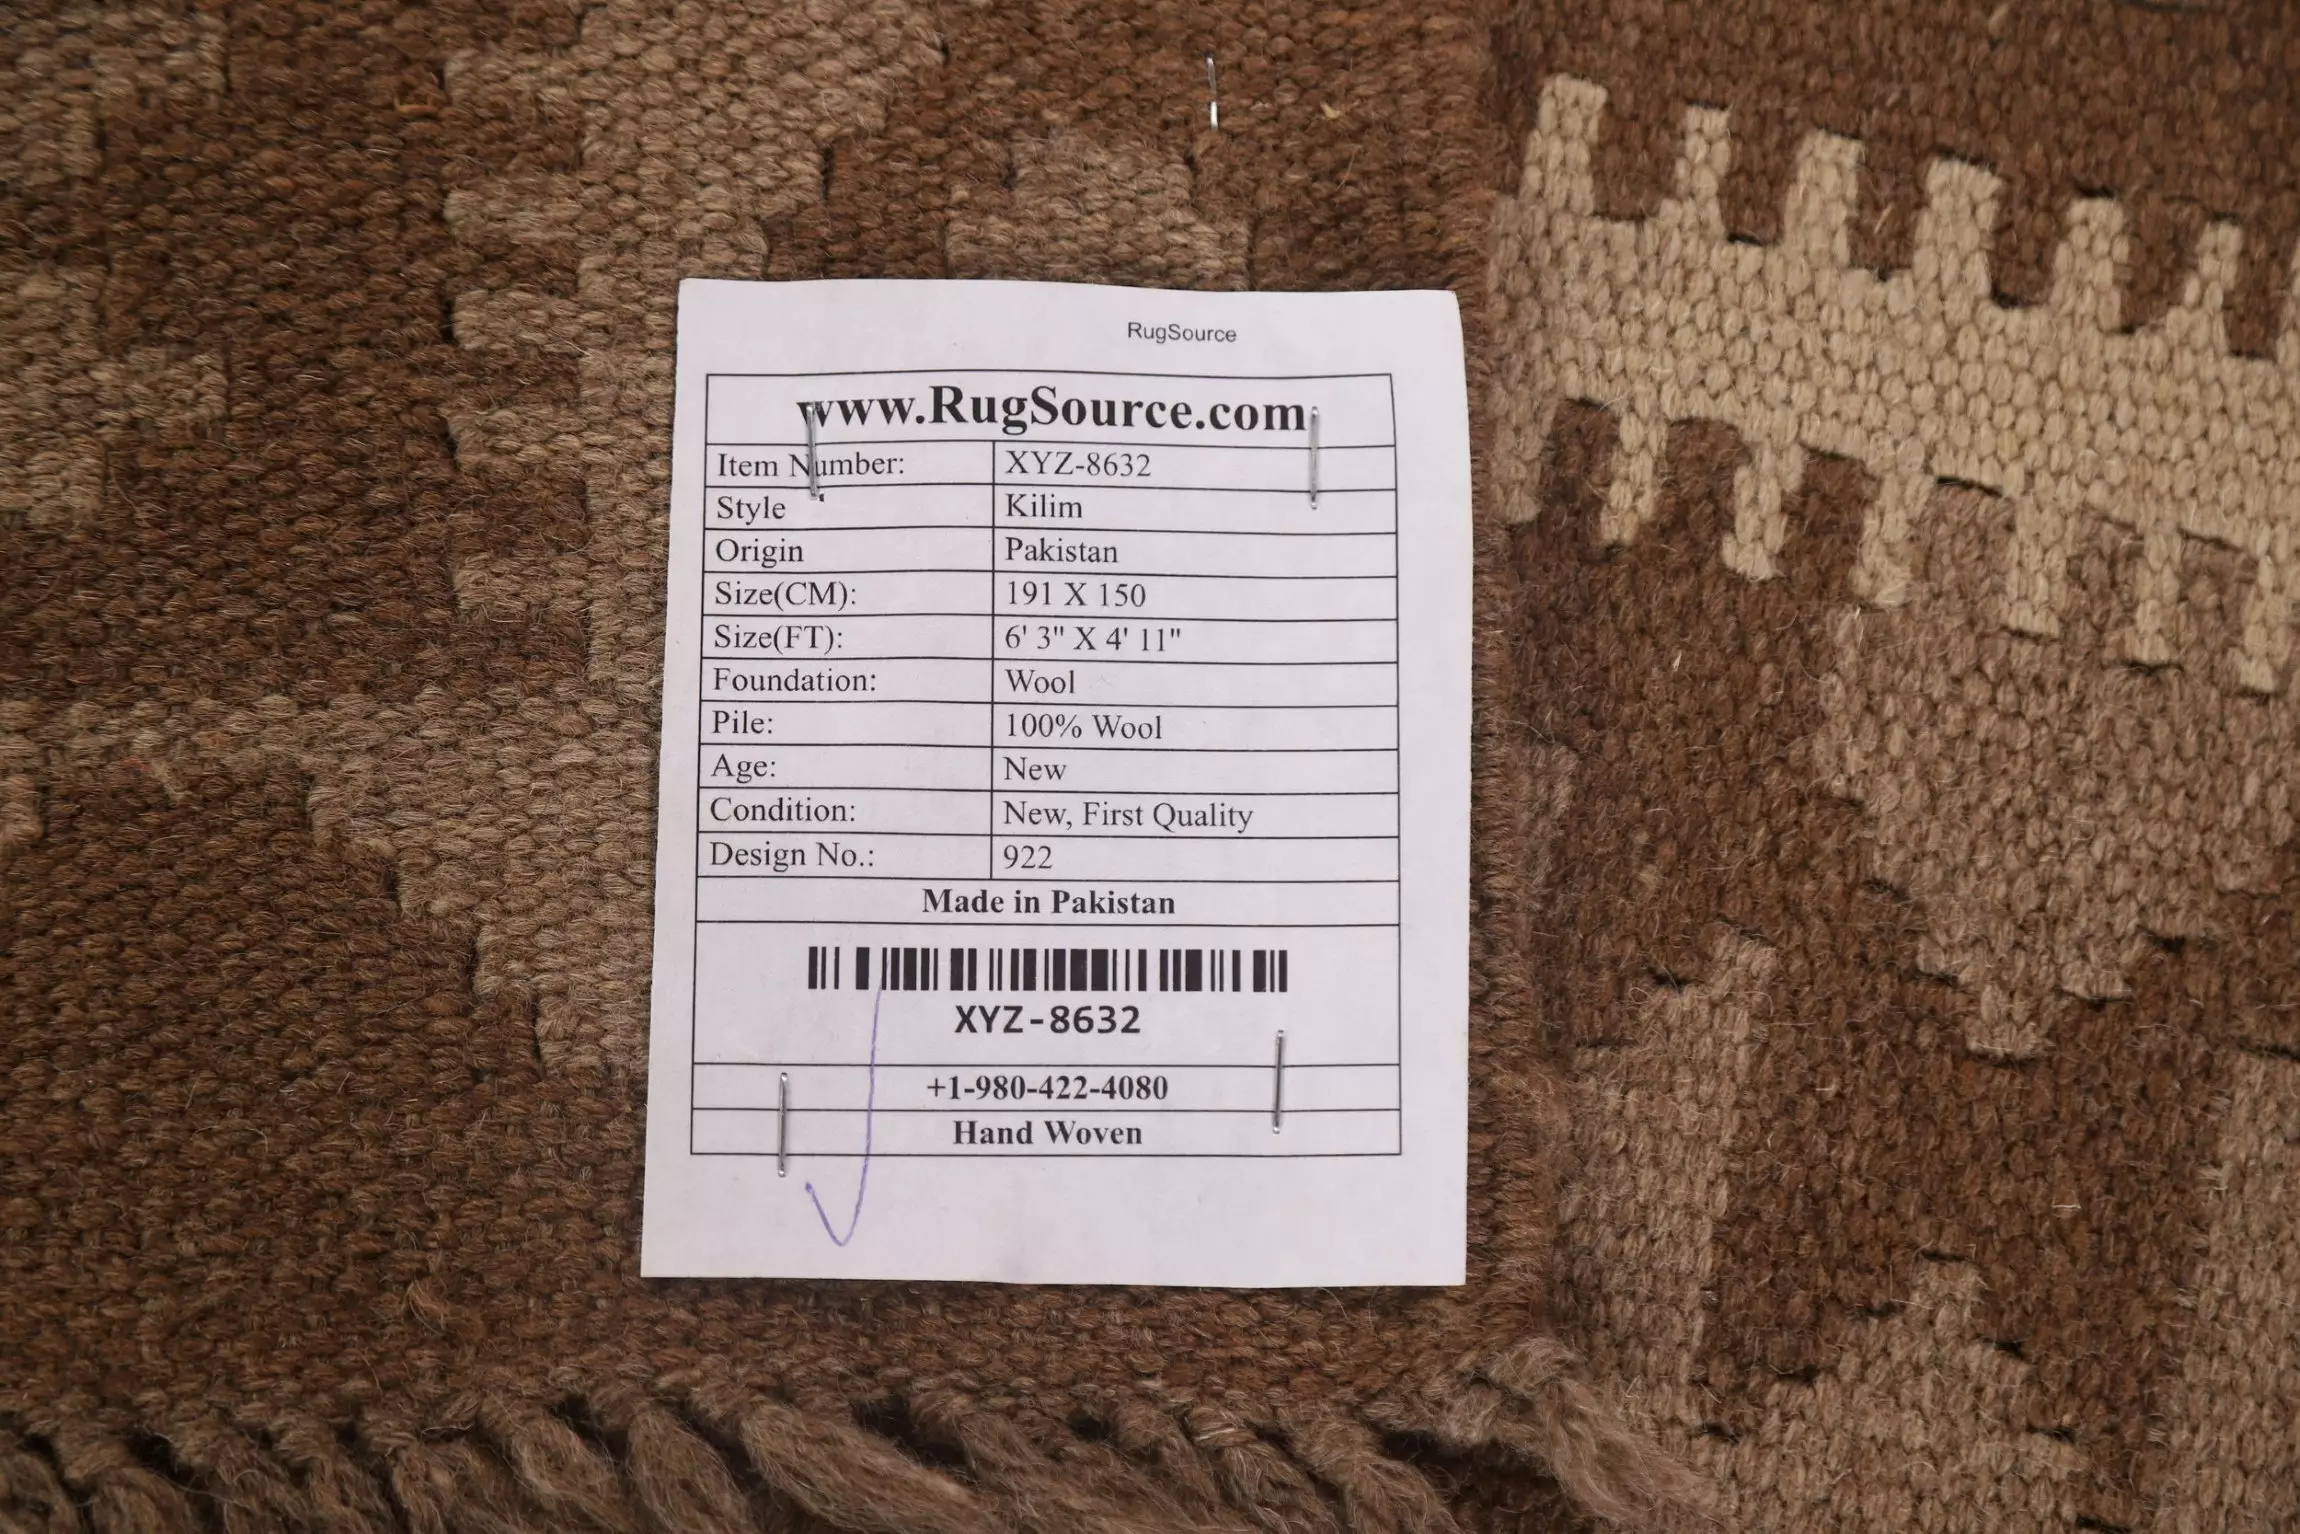 RugSource
www.RugSource.com
Item Number: XYZ-8632
Style Kilim
Origin Pakistan
Size(CM): 191 X 150
Size(FT): 6' 3" X 4' 11"
Foundation: Wool
Pile: 100% Wool
Age: New
Condition: New, First Quality
Design No.: 922
Made in Pakistan
XYZ-8632
+1-980-422-4080
Hand Woven